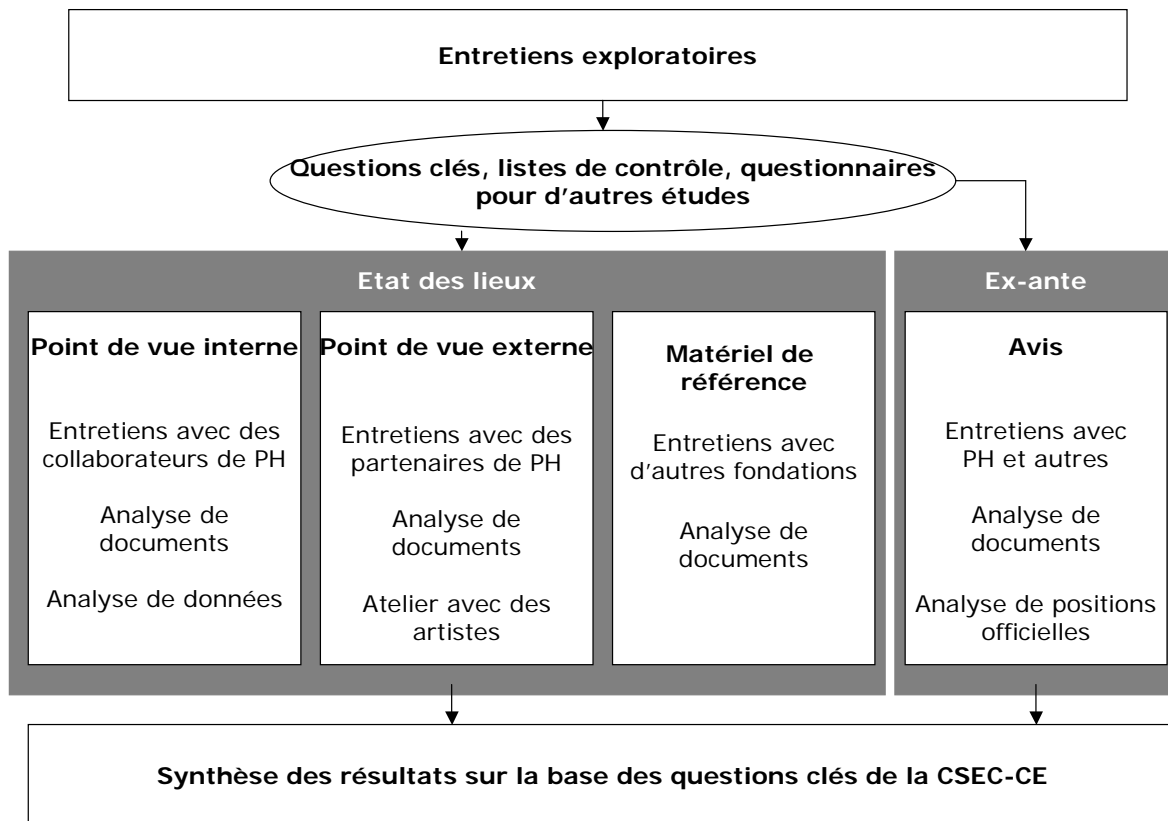 Entretiens exploratoires
Questions clés, listes de contrôle, questionnaires
pour d'autres études
Etat des lieux
Point de vue interne
Entretiens avec des
collaborateurs de PH
Analyse de
documents
Analyse de données
Point de vue externe
Entretiens avec des
partenaires de PH
Analyse de
documents
Atelier avec des
artistes
Matériel de
référence
Entretiens avec
d'autres fondations
Analyse de
documents
Ex-ante
Avis
Entretiens avec
PH et autres
Analyse de
documents
Analyse de positions
officielles
Synthèse des résultats sur la base des questions clés de la CSEC-CE